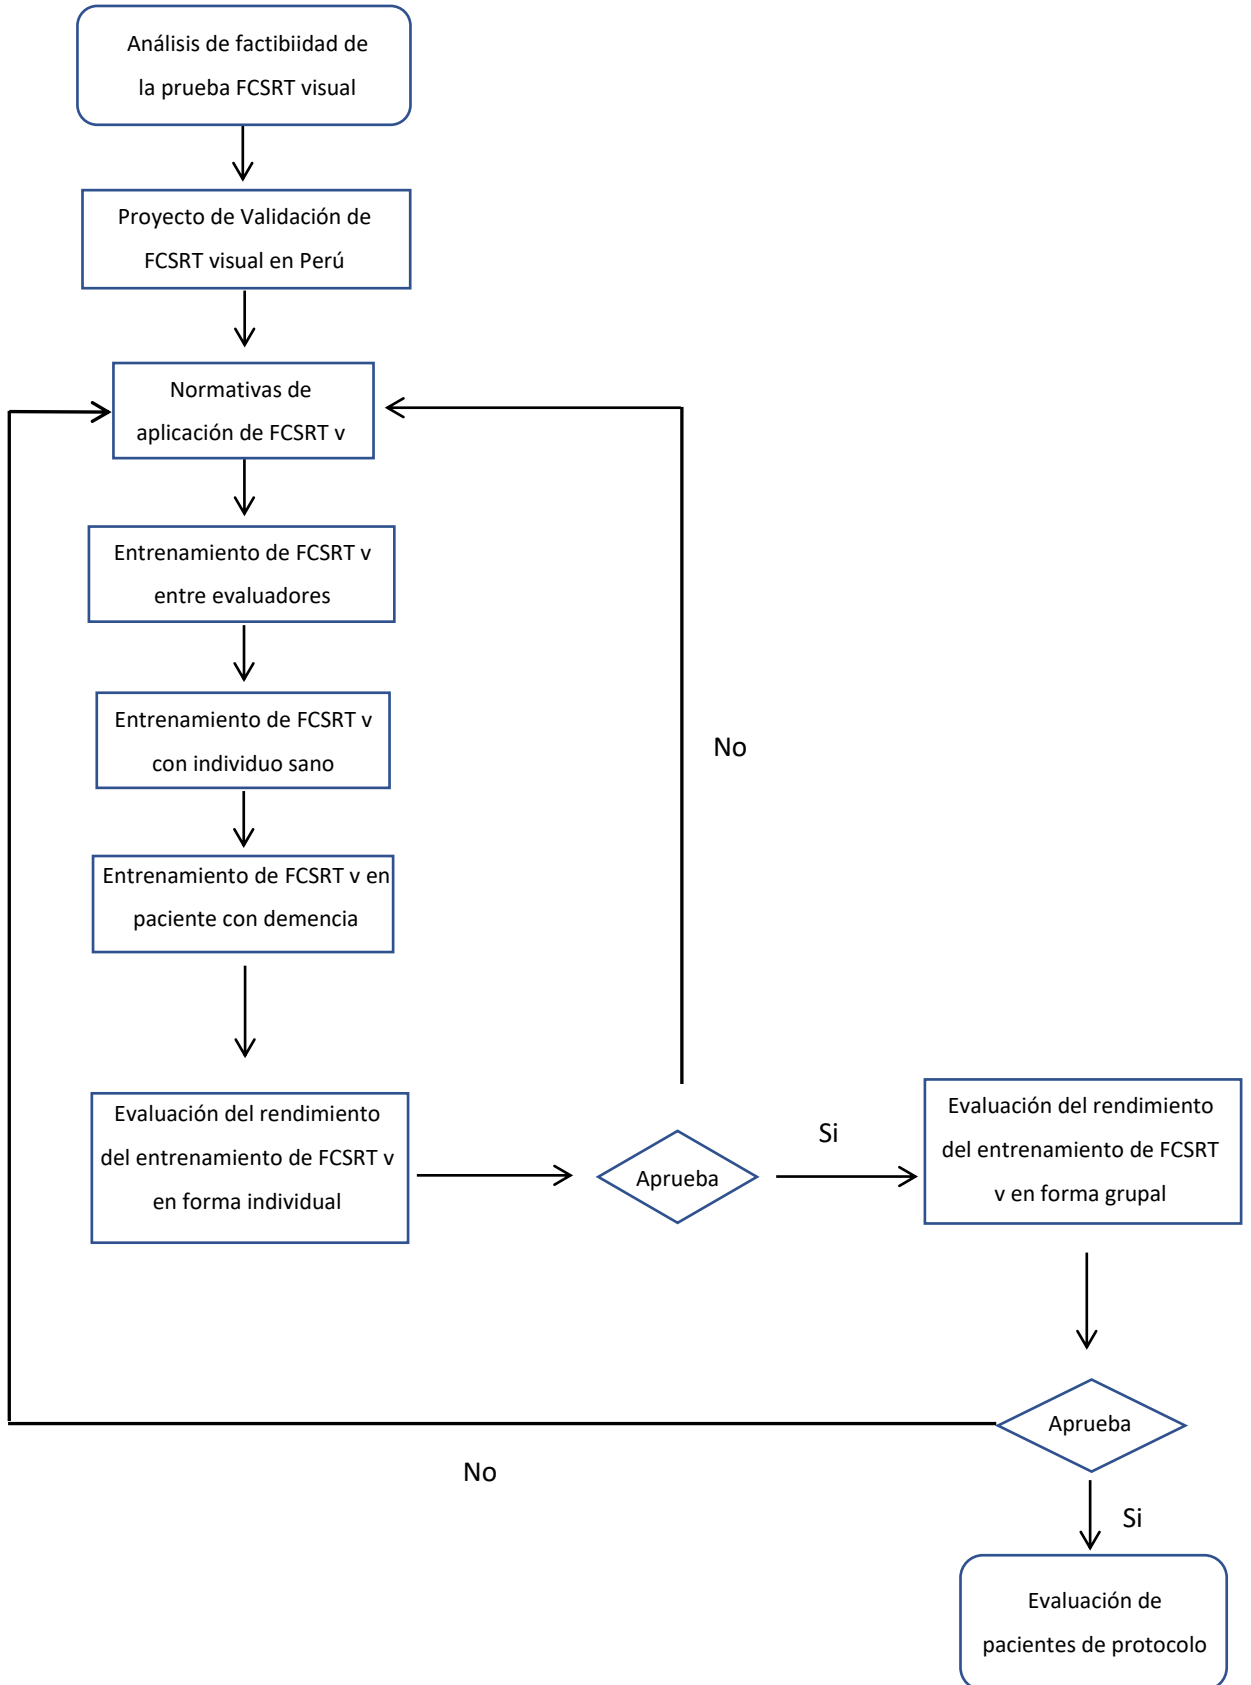 Análisis de factibiidad de
la prueba FCSRT visual
Proyecto de Validación de
FCSRT visual en Perú
Normativas de
aplicación de FCSRT v
Entrenamiento de FCSRT v
entre evaluadores
Entrenamiento de FCSRT v
con individuo sano
No
Entrenamiento de FCSRT v en
paciente con demencia
Evaluación del rendimiento
del entrenamiento de FCSRT v
en forma individual
Aprueba
Si
Evaluación del rendimiento
del entrenamiento de FCSRT
v en forma grupal
Aprueba
No
Si
Evaluación de
pacientes de protocolo